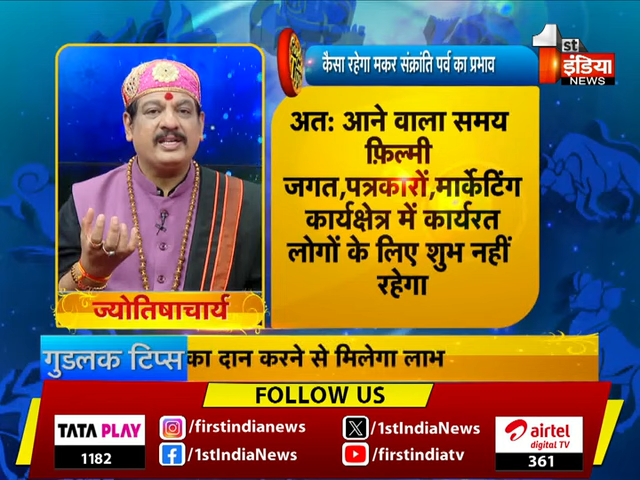 कैसा रहेगा मकर संक्रांति पर्व का प्रभाव
1st
इंडिया
NEWS
अत: आने वाला समय
फ़िल्मी
जगत,पत्रकारों,मार्केटिंग
कार्यक्षेत्र में कार्यरत
लोगों के लिए शुभ नहीं
रहेगा
ज्योतिषाचार्य
गुडलक टिप्स का दान करने से मिलेगा लाभ
FOLLOW US
TATA PLAY
1182
/firstindianews
/1stIndiaNews
/1stIndiaNews
/firstindiatv
airtel
digital TV
361